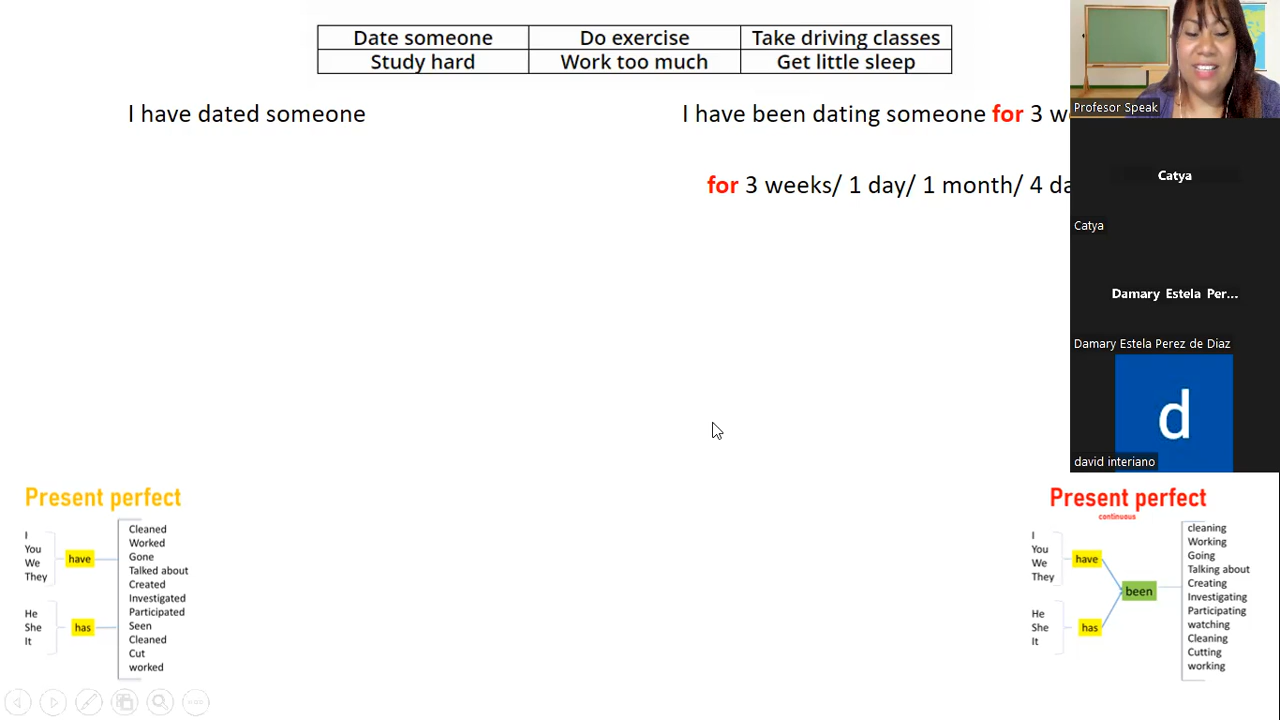 Date someone Do exercise Take driving classes
Study hard Work too much Get little sleep
I have dated someone
I have been dating someone for 3
for 3 weeks/ 1 day/ 1 month/ 4
Profesor Speak
Catya
Catya
Damary Estela Per...
Damary Estela Perez de Diaz
d
david interiano
Present perfect
I
You
We
They
have
He
She
It
has
Cleaned
Worked
Gone
Talked about
Created
Investigated
Participated
Seen
Cleaned
Cut
worked
Present perfect
continuous
I
You
We
They
have
He
She
It
has
been
cleaning
Working
Going
Talking about
Creating
Investigating
Participating
watching
Cleaning
Cutting
working